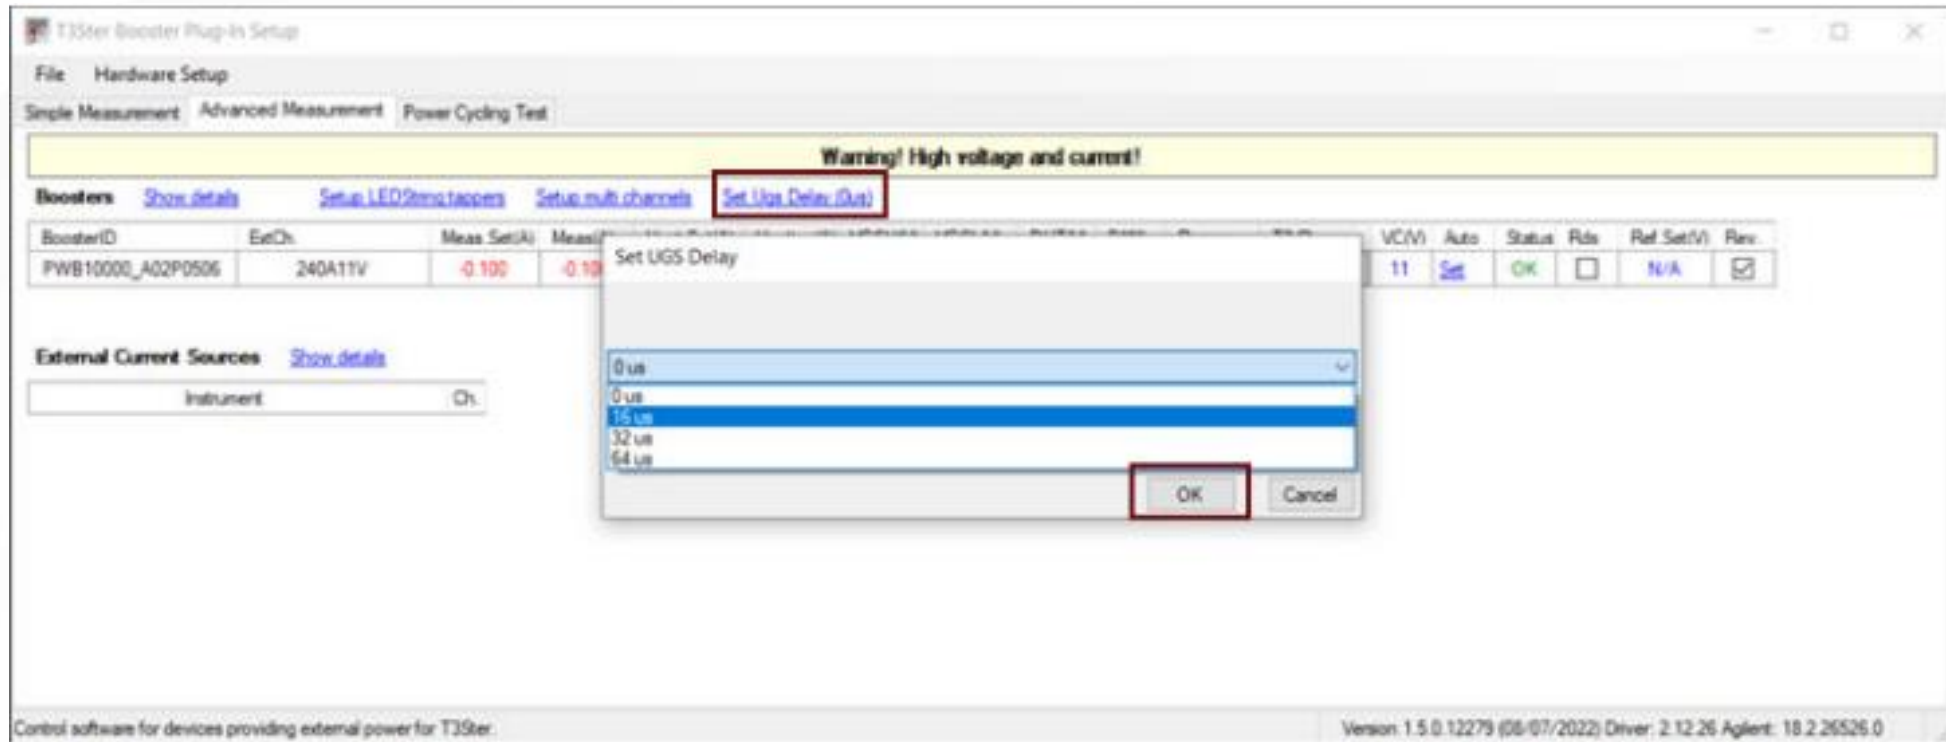 T3Ster Booster Plug-In Setup
File Hardware Setup
Simple Measurement Advanced Measurement Power Cycling Test
Warning! High voltage and current!
Boosters Show details Setup LEDString tappers Setup multi channels Set Ugs Delay (0us)
BoosterID ExtCh. Meas. Set(A) VC(V) Auto Status Rds Ref.Set(V) Rev.
PWB10000_A02P0506 240A11V -0.100 -0.10 11 Set OK N/A
Set UGS Delay
0 us
0 us
16 us
32 us
64 us
OK Cancel
External Current Sources Show details
Instrument Ch.
Control software for devices providing external power for T3Ster. Version 1.5.0.12279 (08/07/2022) Driver: 2.12.26 Agilent: 18.2.26526.0